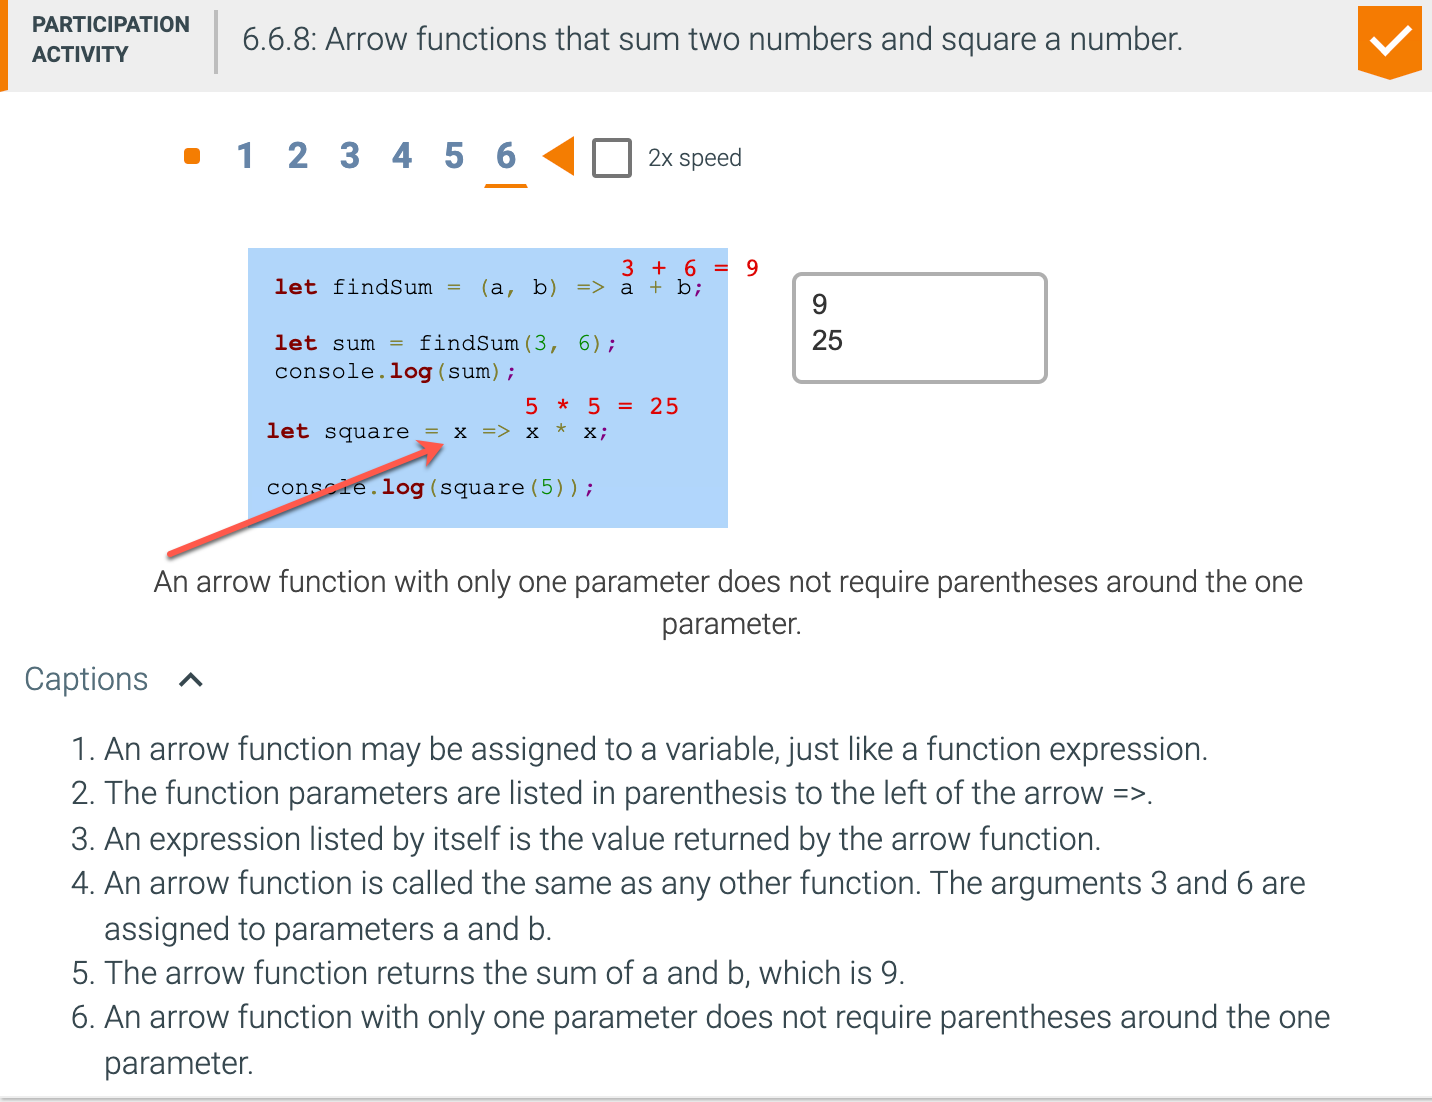 PARTICIPATION
ACTIVITY
6.6.8: Arrow functions that sum two numbers and square a number.
1 2 3 4 5 6 2x speed
3 + 6 = 9
let findSum = (a, b) => a + b;
let sum = findSum(3, 6);
console.log(sum);
5 * 5 = 25
let square = x => x * x;
console.log(square(5));
9
25
An arrow function with only one parameter does not require parentheses around the one
parameter.
Captions
1. An arrow function may be assigned to a variable, just like a function expression.
2. The function parameters are listed in parenthesis to the left of the arrow =>.
3. An expression listed by itself is the value returned by the arrow function.
4. An arrow function is called the same as any other function. The arguments 3 and 6 are
assigned to parameters a and b.
5. The arrow function returns the sum of a and b, which is 9.
6. An arrow function with only one parameter does not require parentheses around the one
parameter.